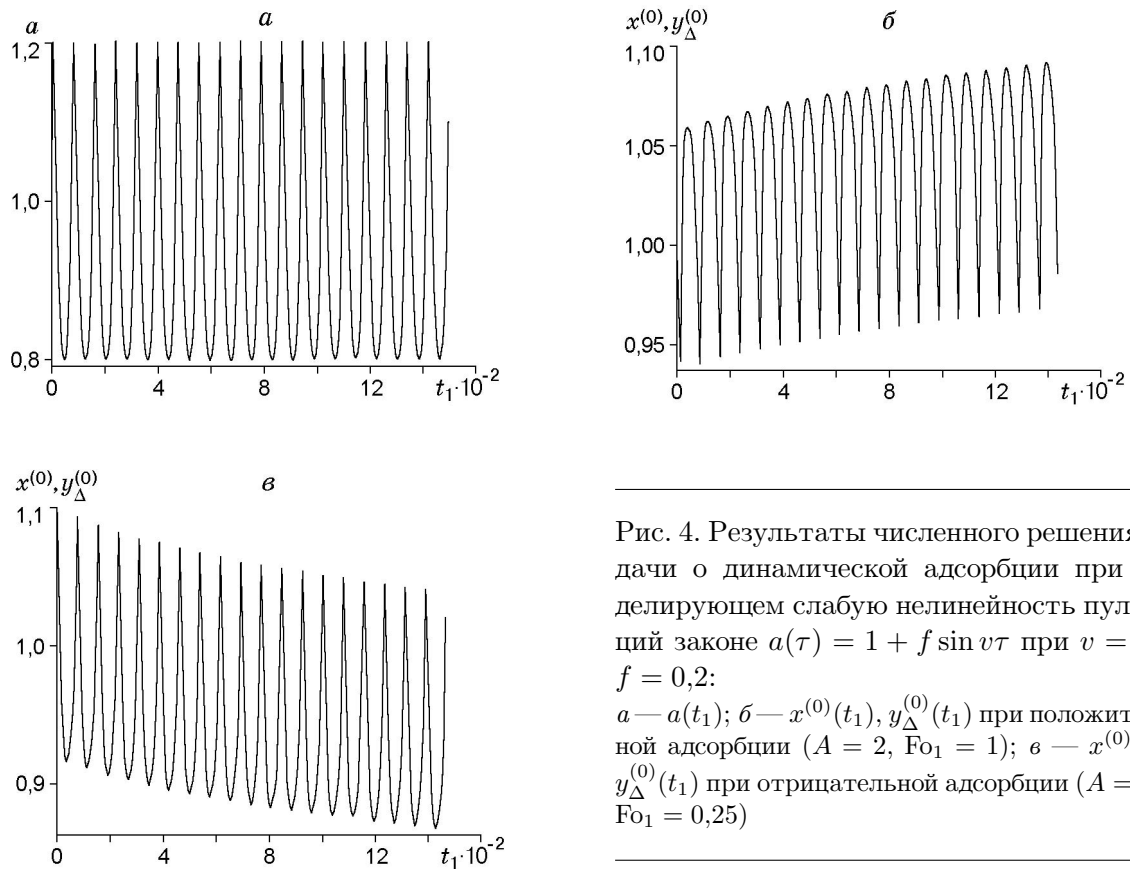 a
а
1,2
1,0
0,8
0
4
8
12
t₁·10⁻²
x⁽⁰⁾, y_Δ⁽⁰⁾
б
1,10
1,05
1,00
0,95
0
4
8
12
t₁·10⁻²
x⁽⁰⁾, y_Δ⁽⁰⁾
в
1,1
1,0
0,9
0
4
8
12
t₁·10⁻²
Рис. 4. Результаты численного решения
дачи о динамической адсорбции при
делирующем слабую нелинейность пул
ций законе a(τ) = 1 + f sin vτ при v =
f = 0,2:
а — a(t₁); б — x⁽⁰⁾(t₁), y_Δ⁽⁰⁾(t₁) при положит
ной адсорбции (A = 2, Fo₁ = 1); в — x⁽⁰⁾
y_Δ⁽⁰⁾(t₁) при отрицательной адсорбции (A =
Fo₁ = 0,25)